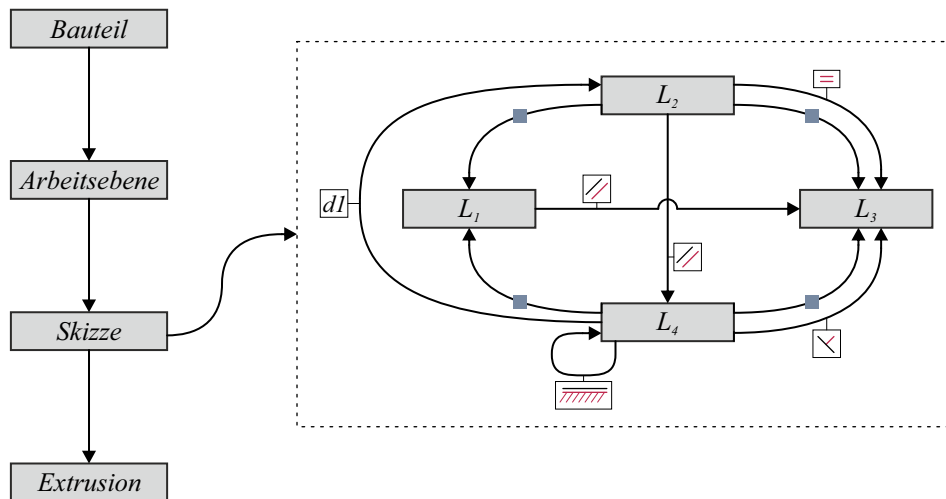 Bauteil
Arbeitsebene
Skizze
Extrusion
L2
d1
L1
L3
L4